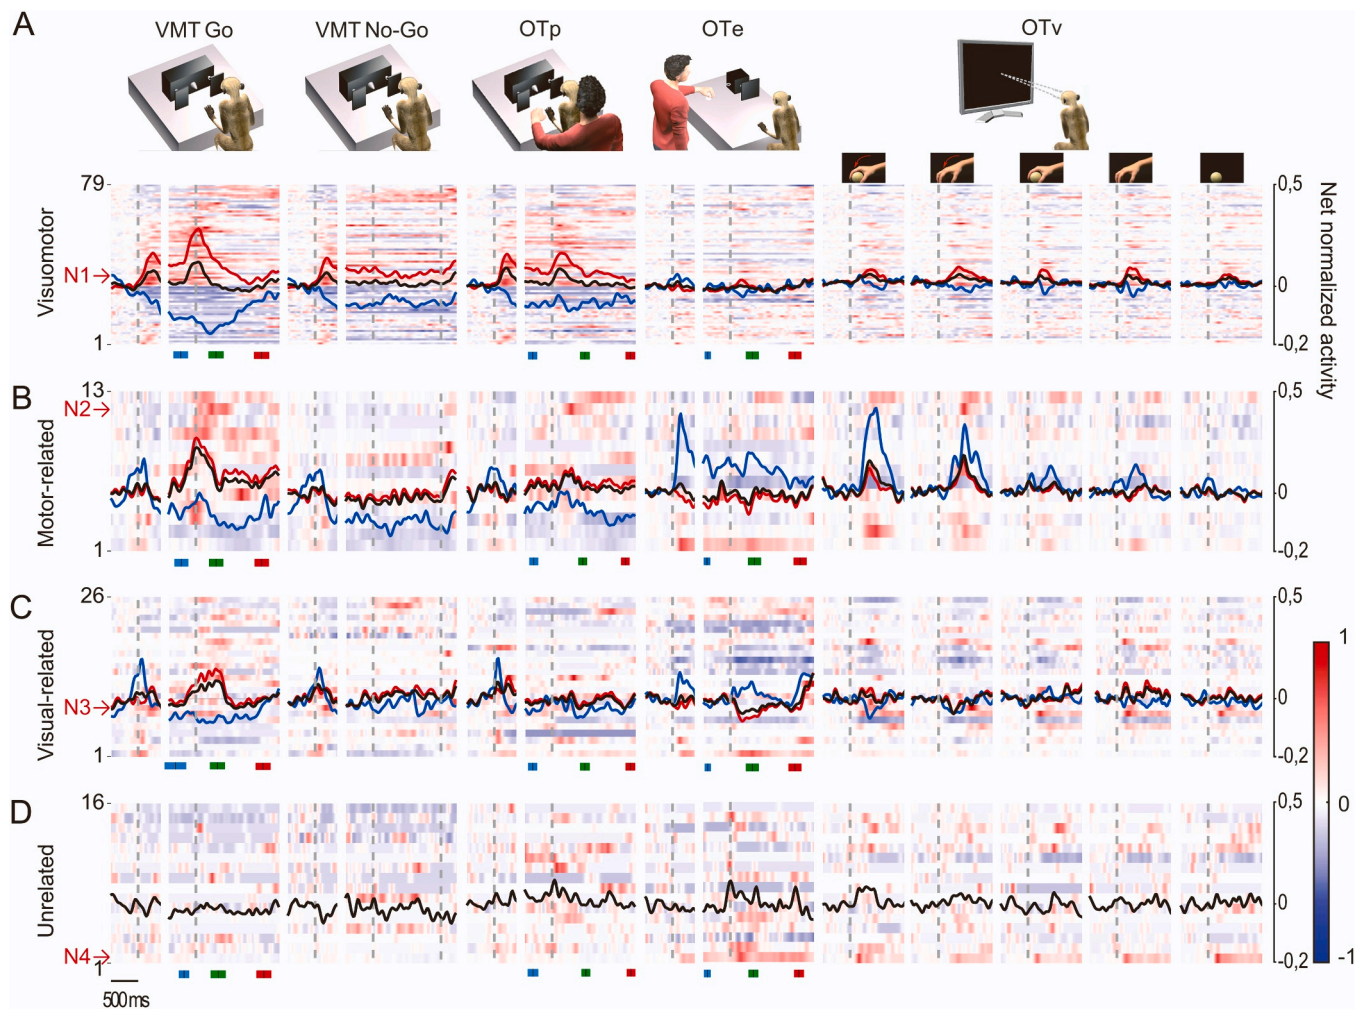 A
VMT Go
VMT No-Go
OTp
OTe
OTv
Visuomotor
79
N1→
1
0,5
0
-0,2
Net normalized activity
B
Motor-related
13
N2→
1
0,5
0
-0,2
C
Visual-related
26
N3→
1
0,5
0
-0,2
1
0
-1
D
Unrelated
16
N4→
1
0,5
0
-0,2
500ms